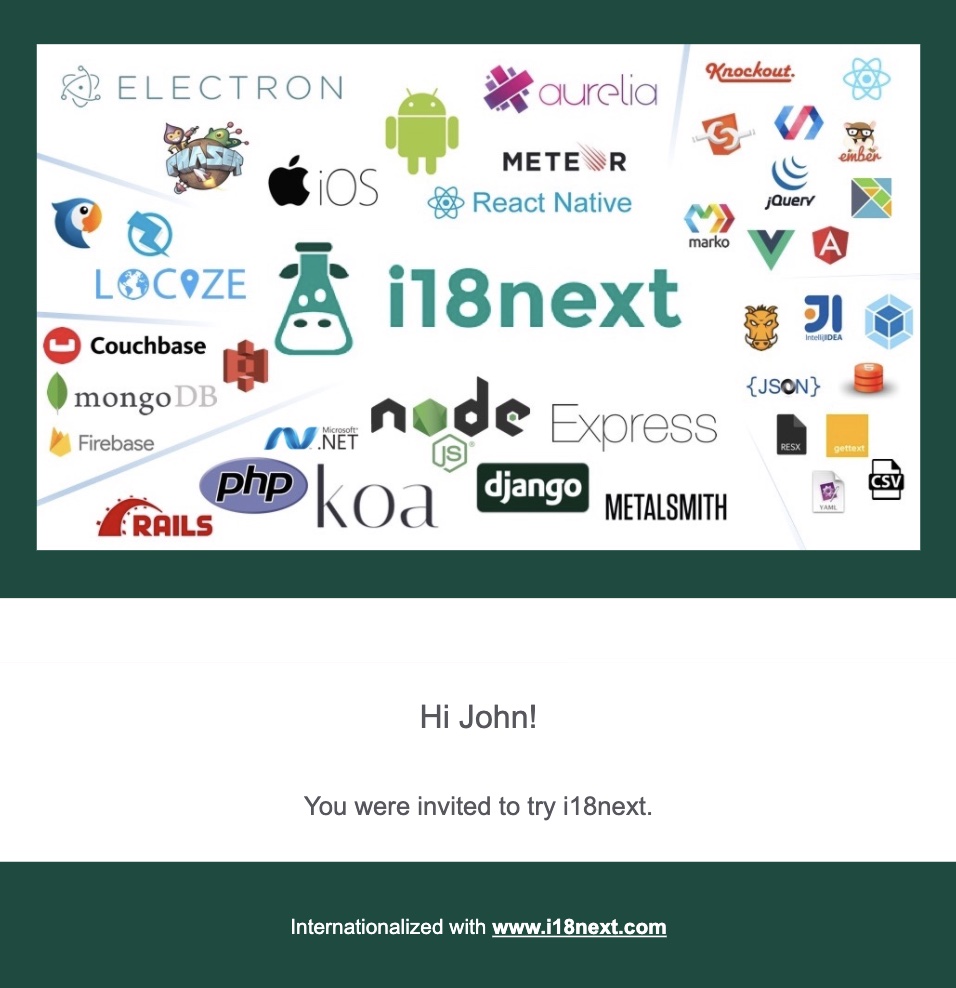 ELECTRON
aurelia
Knockout.
PHASER
iOS
METEOR
React Native
ember
jQuery
marko
LOCIZE
i18next
IntellijIDEA
Couchbase
mongoDB
Firebase
Microsoft®
.NET
node
JS
®
Express
{JSON}
RESX
gettext
php
koa
django
METALSMITH
YAML
CSV
RAILS
Hi John!
You were invited to try i18next.
Internationalized with www.i18next.com